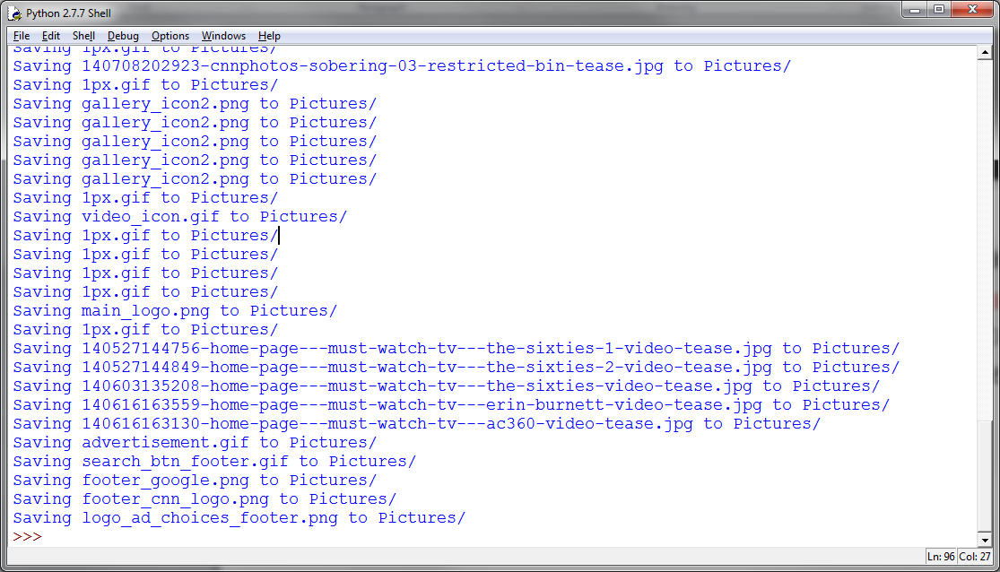 Python 2.7.7 Shell
File Edit Shell Debug Options Windows Help
Saving 1px.gif to Pictures/
Saving 140708202923-cnnphotos-sobering-03-restricted-bin-tease.jpg to Pictures/
Saving 1px.gif to Pictures/
Saving gallery_icon2.png to Pictures/
Saving gallery_icon2.png to Pictures/
Saving gallery_icon2.png to Pictures/
Saving gallery_icon2.png to Pictures/
Saving gallery_icon2.png to Pictures/
Saving 1px.gif to Pictures/
Saving video_icon.gif to Pictures/
Saving 1px.gif to Pictures/
Saving 1px.gif to Pictures/
Saving 1px.gif to Pictures/
Saving 1px.gif to Pictures/
Saving main_logo.png to Pictures/
Saving 1px.gif to Pictures/
Saving 140527144756-home-page---must-watch-tv---the-sixties-1-video-tease.jpg to Pictures/
Saving 140527144849-home-page---must-watch-tv---the-sixties-2-video-tease.jpg to Pictures/
Saving 140603135208-home-page---must-watch-tv---the-sixties-video-tease.jpg to Pictures/
Saving 140616163559-home-page---must-watch-tv---erin-burnett-video-tease.jpg to Pictures/
Saving 140616163130-home-page---must-watch-tv---ac360-video-tease.jpg to Pictures/
Saving advertisement.gif to Pictures/
Saving search_btn_footer.gif to Pictures/
Saving footer_google.png to Pictures/
Saving footer_cnn_logo.png to Pictures/
Saving logo_ad_choices_footer.png to Pictures/
>>>
Ln: 96 Col: 27